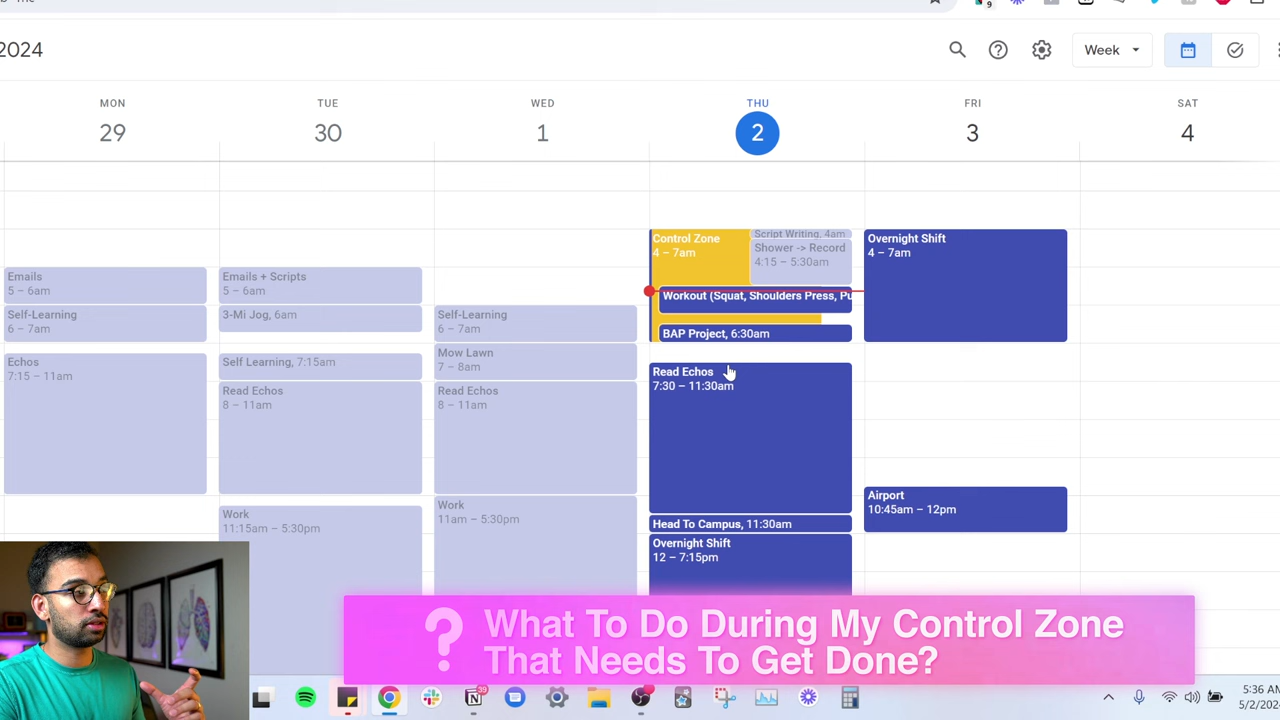 2024
Week
MON
TUE
WED
THU
FRI
SAT
29
30
1
2
3
4
Emails
5 – 6am
Self-Learning
6 – 7am
Echos
7:15 – 11am
Emails + Scripts
5 – 6am
3-Mi Jog, 6am
Self Learning, 7:15am
Read Echos
8 – 11am
Work
11:15am – 5:30pm
Self-Learning
6 – 7am
Mow Lawn
7 – 8am
Read Echos
8 – 11am
Work
11am – 5:30pm
Control Zone
4 – 7am
Script Writing, 4am
Shower -> Record
4:15 – 5:30am
Workout (Squat, Shoulders Press, Pu
BAP Project, 6:30am
Read Echos
7:30 – 11:30am
Head To Campus, 11:30am
Overnight Shift
12 – 7:15pm
Overnight Shift
4 – 7am
Airport
10:45am – 12pm
? What To Do During My Control Zone
That Needs To Get Done?
39
9
5:36 AM
5/2/202